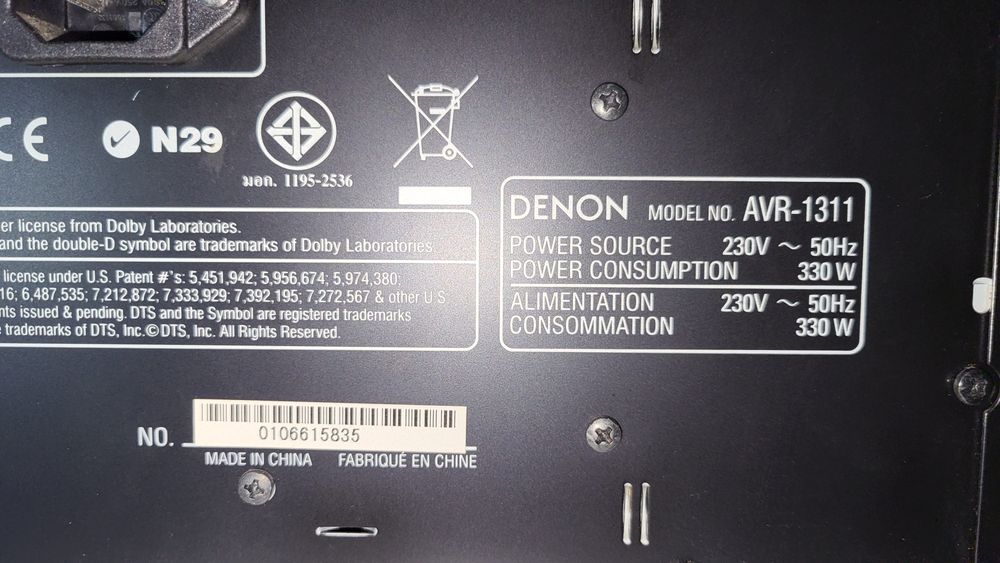 CE
N29
มอก. 1195-2536
er license from Dolby Laboratories.
and the double-D symbol are trademarks of Dolby Laboratories.
license under U.S. Patent #'s: 5,451,942; 5,956,674; 5,974,380;
16; 6,487,535; 7,212,872; 7,333,929; 7,392,195; 7,272,567 & other U.S
nts issued & pending. DTS and the Symbol are registered trademarks
trademarks of DTS, Inc.©DTS, Inc. All Rights Reserved.
DENON MODEL NO. AVR-1311
POWER SOURCE 230V ~ 50Hz
POWER CONSUMPTION 330 W
ALIMENTATION 230V ~ 50Hz
CONSOMMATION 330 W
NO. 0106615835
MADE IN CHINA FABRIQUÉ EN CHINE